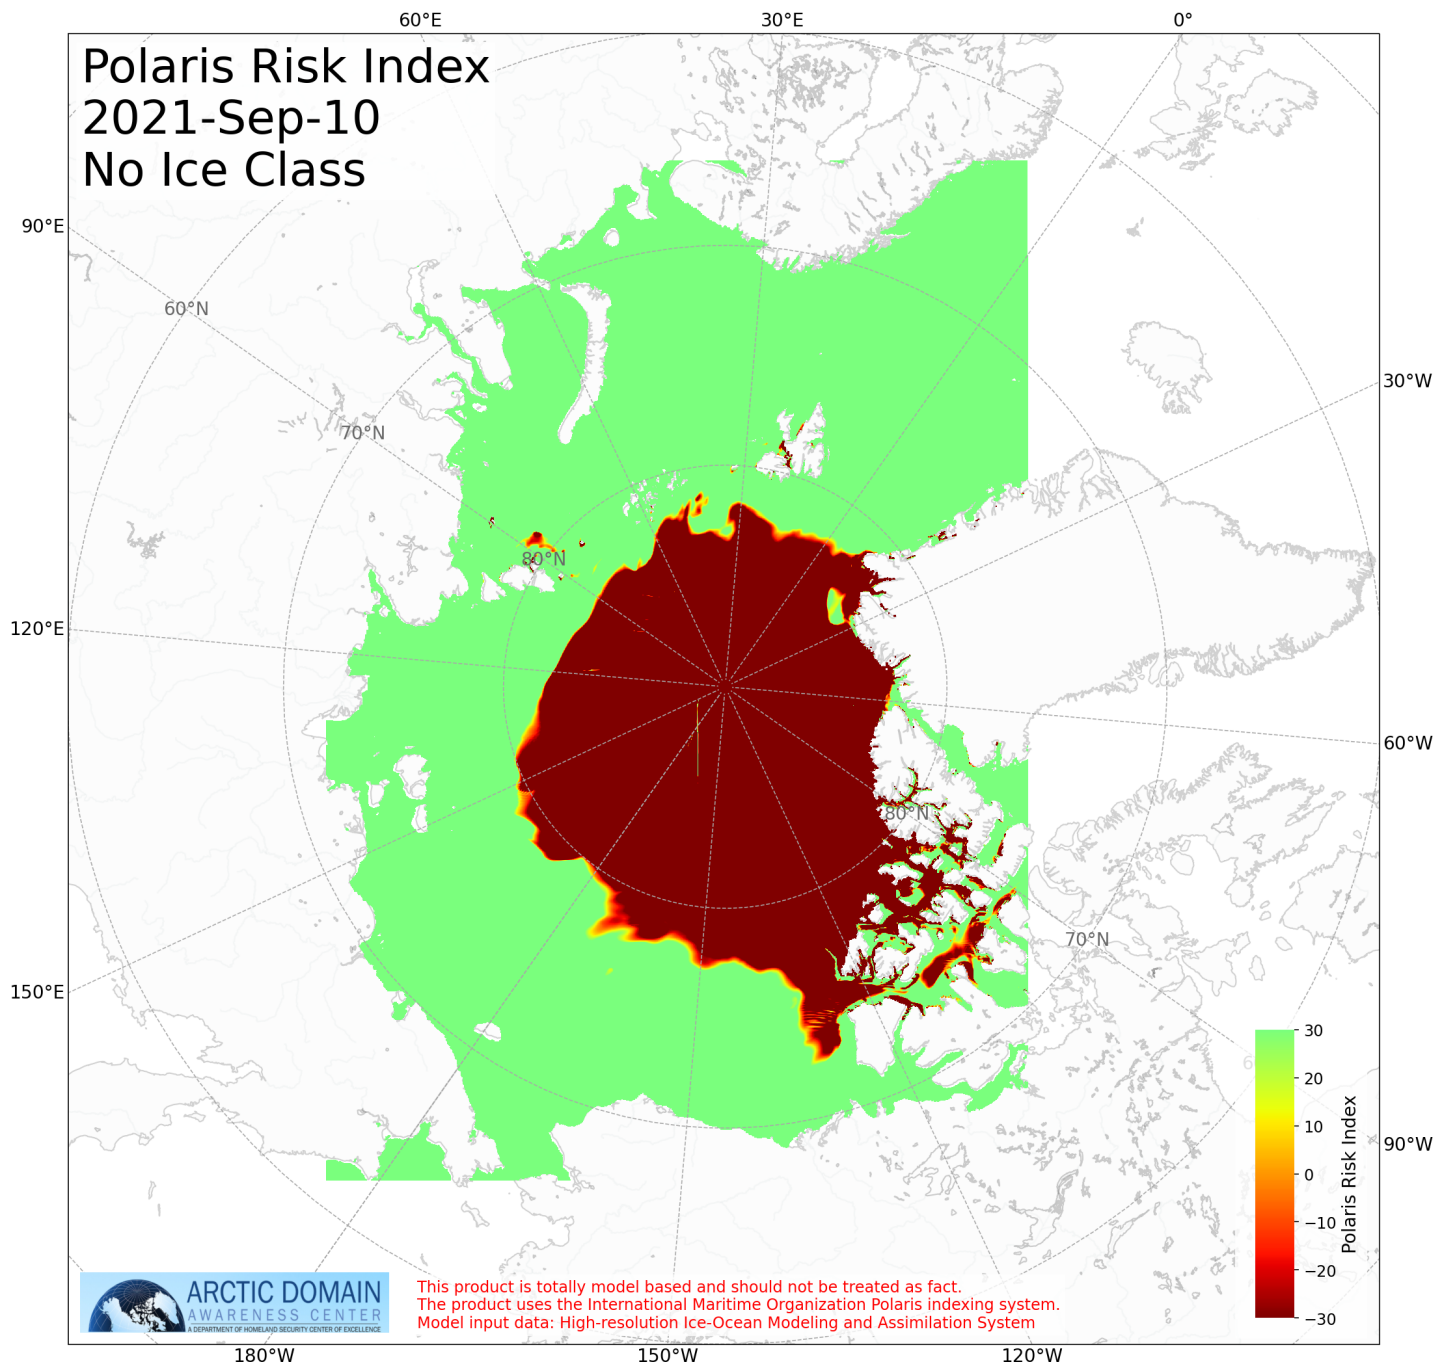 60°E 30°E 0°
Polaris Risk Index
2021-Sep-10
No Ice Class
90°E
60°N
30°W
70°N
80°N
120°E
60°W
80°N
70°N
150°E
30
20
10
0
−10
−20
−30
Polaris Risk Index
90°W
ARCTIC DOMAIN
AWARENESS CENTER
A DEPARTMENT OF HOMELAND SECURITY CENTER OF EXCELLENCE
This product is totally model based and should not be treated as fact.
The product uses the International Maritime Organization Polaris indexing system.
Model input data: High-resolution Ice-Ocean Modeling and Assimilation System
180°W 150°W 120°W